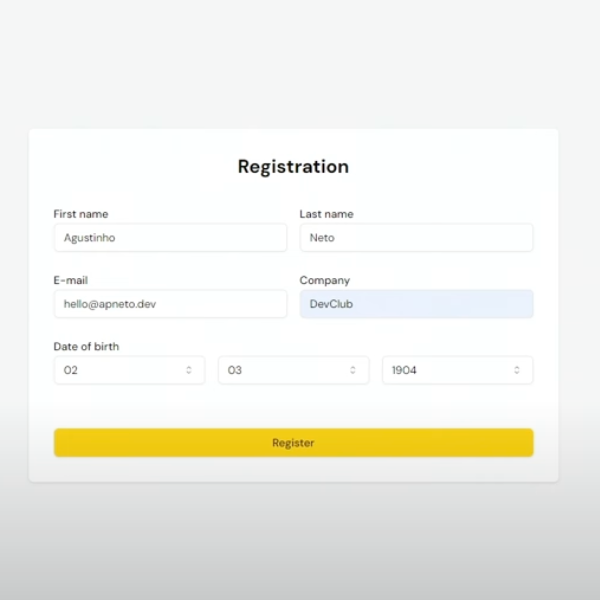 Registration
First name Last name
Agustinho Neto
E-mail Company
hello@apneto.dev DevClub
Date of birth
02 03 1904
Register